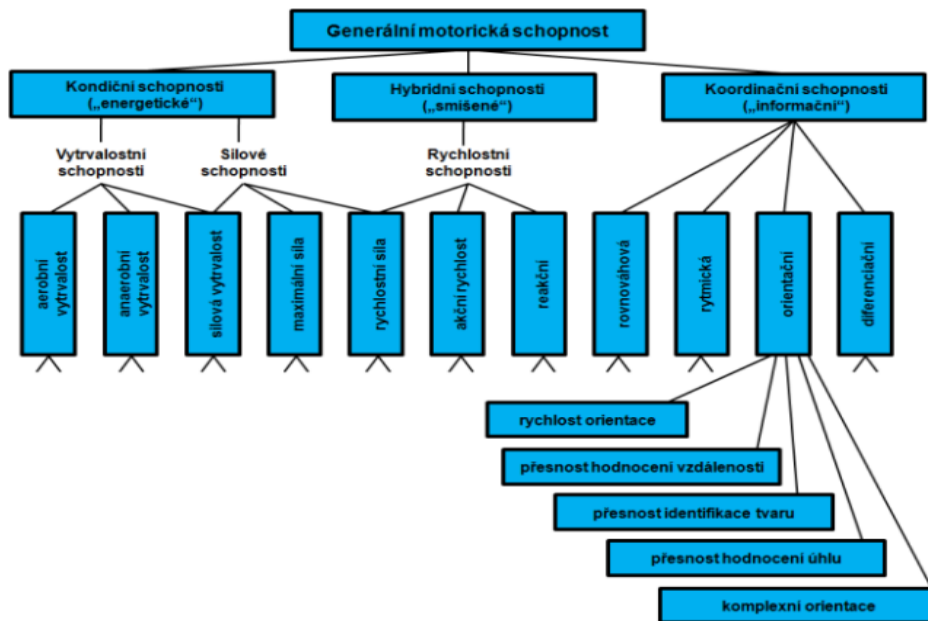 Generální motorická schopnost
Kondiční schopnosti
(„energetické“)
Hybridní schopnosti
(„smíšené“)
Koordinační schopnosti
(„informační“)
Vytrvalostní
schopnosti
Silové
schopnosti
Rychlostní
schopnosti
aerobní
vytrvalost
anaerobní
vytrvalost
silová vytrvalost
maximální síla
rychlostní síla
akční rychlost
reakční
rovnováhová
rytmická
orientační
diferenciační
rychlost orientace
přesnost hodnocení vzdálenosti
přesnost identifikace tvaru
přesnost hodnocení úhlu
komplexní orientace